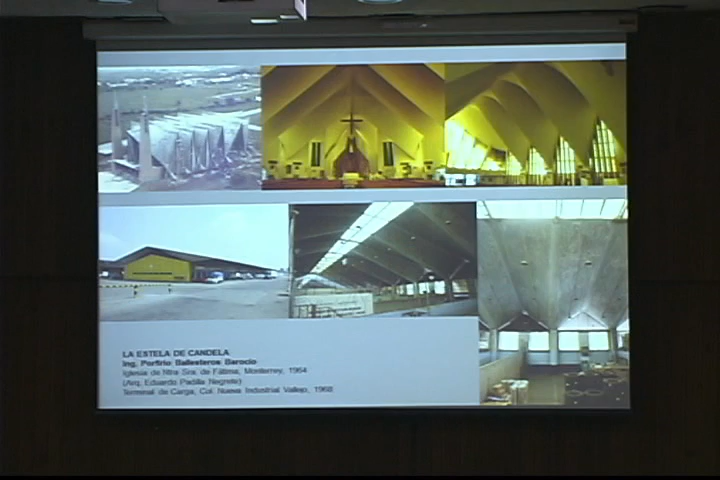 LA ESTELA DE CANDELA
Ing. Porfirio Ballesteros Barocio
Iglesia de Ntra Sra. de Fátima, Monterrey, 1964
(Arq. Eduardo Padilla Negrete)
Terminal de Carga, Col. Nueva Industrial Vallejo, 1968